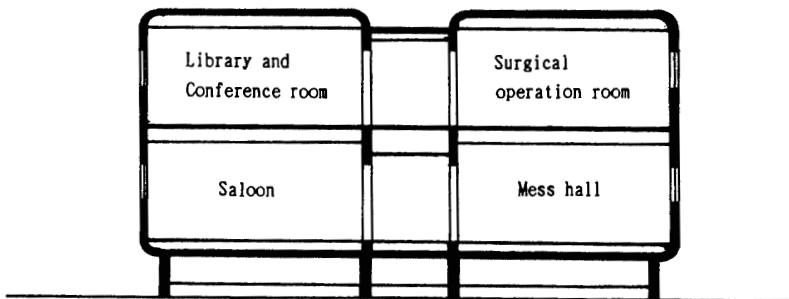 Library and
Conference room
Surgical
operation room
Saloon
Mess hall